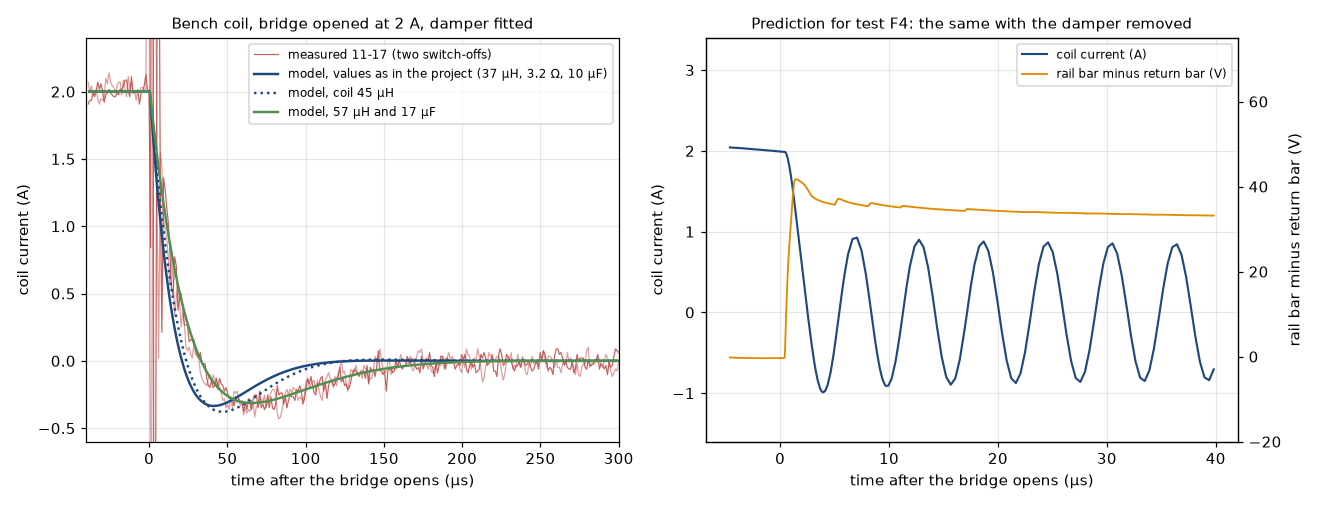 Bench coil, bridge opened at 2 A, damper fitted
measured 11-17 (two switch-offs)
model, values as in the project (37 µH, 3.2 Ω, 10 µF)
model, coil 45 µH
model, 57 µH and 17 µF
coil current (A)
2.0
1.5
1.0
0.5
0.0
−0.5
0 50 100 150 200 250 300
time after the bridge opens (µs)
Prediction for test F4: the same with the damper removed
coil current (A)
rail bar minus return bar (V)
coil current (A)
3
2
1
0
−1
60
40
20
0
−20
rail bar minus return bar (V)
0 10 20 30 40
time after the bridge opens (µs)